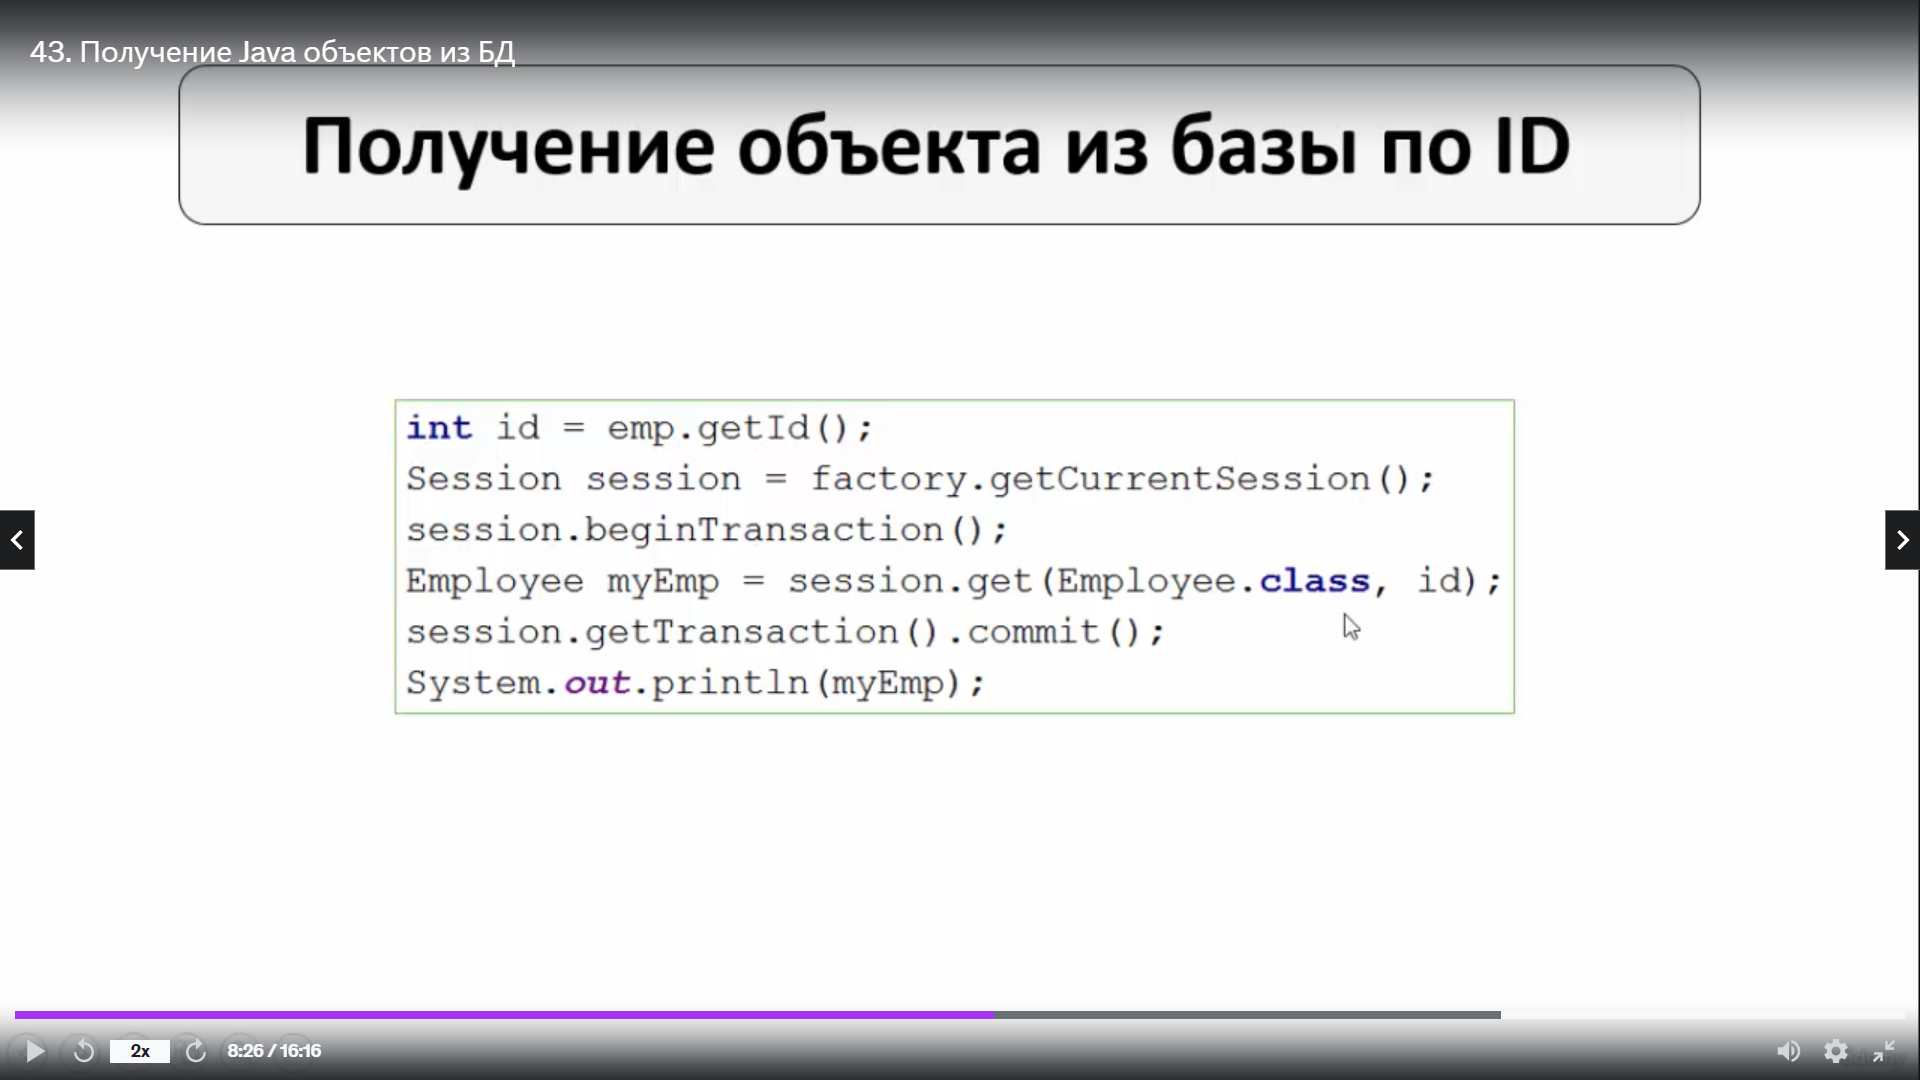 43. Получение Java объектов из БД
Получение объекта из базы по ID
int id = emp.getId();
Session session = factory.getCurrentSession();
session.beginTransaction();
Employee myEmp = session.get(Employee.class, id);
session.getTransaction().commit();
System.out.println(myEmp);
2x
8:26 / 16:16